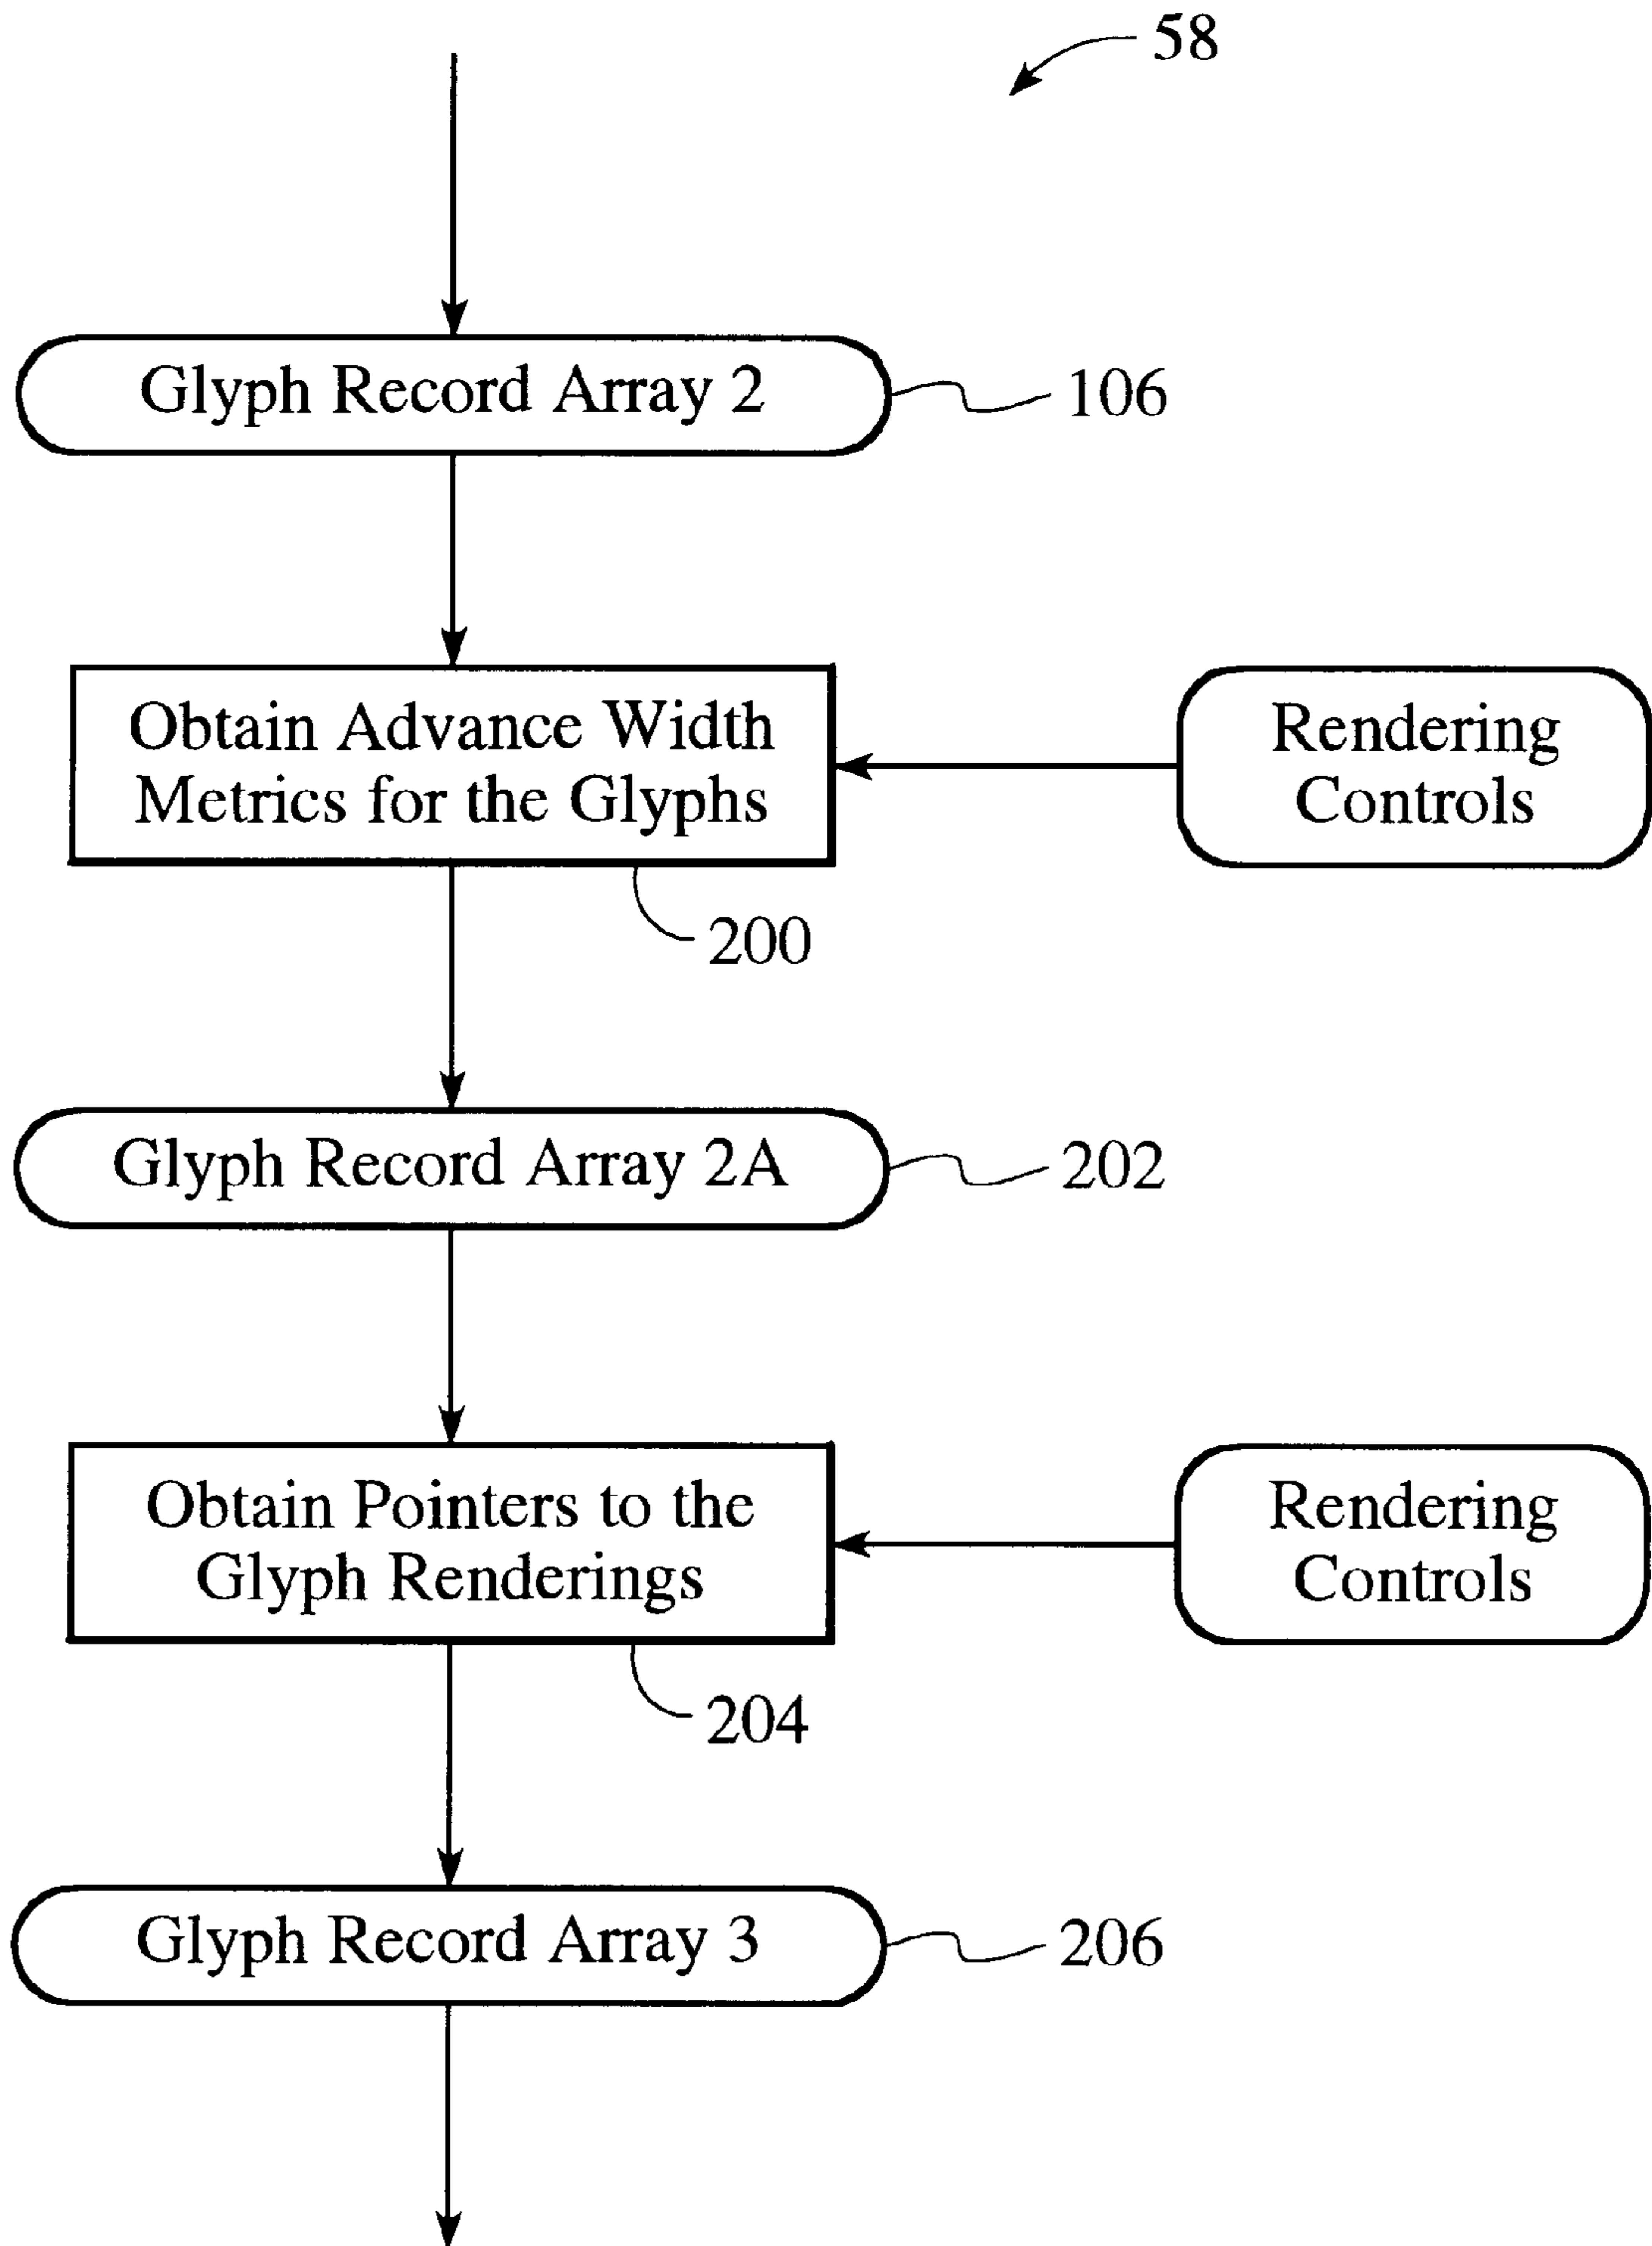 58
Glyph Record Array 2
106
Obtain Advance Width
Metrics for the Glyphs
Rendering
Controls
200
Glyph Record Array 2A
202
Obtain Pointers to the
Glyph Renderings
Rendering
Controls
204
Glyph Record Array 3
206